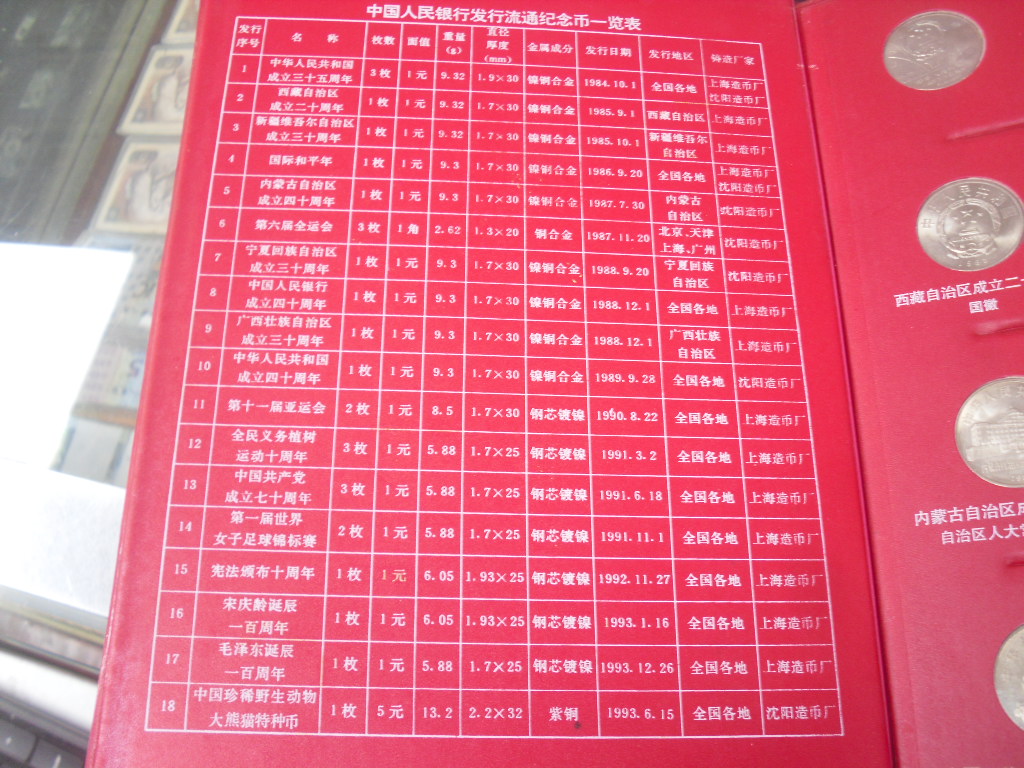 中国人民银行发行流通纪念币一览表
发行序号 名 称 枚数 面值 重量(g) 直径厚度(mm) 金属成分 发行日期 发行地区 铸造厂家
1 中华人民共和国成立三十五周年 3枚 1元 9.32 1.9×30 镍铜合金 1984.10.1 全国各地 上海造币厂 沈阳造币厂
2 西藏自治区成立二十周年 1枚 1元 9.32 1.7×30 镍铜合金 1985.9.1 西藏自治区 上海造币厂
3 新疆维吾尔自治区成立三十周年 1枚 1元 9.32 1.7×30 镍铜合金 1985.10.1 新疆维吾尔自治区 上海造币厂
4 国际和平年 1枚 1元 9.3 1.7×30 镍铜合金 1986.9.20 全国各地 上海造币厂 沈阳造币厂
5 内蒙古自治区成立四十周年 1枚 1元 9.3 1.7×30 镍铜合金 1987.7.30 内蒙古自治区 沈阳造币厂
6 第六届全运会 3枚 1角 2.62 1.3×20 铜合金 1987.11.20 北京、天津上海、广州 沈阳造币厂
7 宁夏回族自治区成立三十周年 1枚 1元 9.3 1.7×30 镍铜合金 1988.9.20 宁夏回族自治区 沈阳造币厂
8 中国人民银行成立四十周年 1枚 1元 9.3 1.7×30 镍铜合金 1988.12.1 全国各地 上海造币厂
9 广西壮族自治区成立三十周年 1枚 1元 9.3 1.7×30 镍铜合金 1988.12.1 广西壮族自治区 上海造币厂
10 中华人民共和国成立四十周年 1枚 1元 9.3 1.7×30 镍铜合金 1989.9.28 全国各地 沈阳造币厂
11 第十一届亚运会 2枚 1元 8.5 1.7×30 钢芯镀镍 1990.8.22 全国各地 上海造币厂
12 全民义务植树运动十周年 3枚 1元 5.88 1.7×25 钢芯镀镍 1991.3.2 全国各地 上海造币厂
13 中国共产党成立七十周年 3枚 1元 5.88 1.7×25 钢芯镀镍 1991.6.18 全国各地 上海造币厂
14 第一届世界女子足球锦标赛 2枚 1元 5.88 1.7×25 钢芯镀镍 1991.11.1 全国各地 上海造币厂
15 宪法颁布十周年 1枚 1元 6.05 1.93×25 钢芯镀镍 1992.11.27 全国各地 上海造币厂
16 宋庆龄诞辰一百周年 1枚 1元 6.05 1.93×25 钢芯镀镍 1993.1.16 全国各地 上海造币厂
17 毛泽东诞辰一百周年 1枚 1元 5.88 1.7×25 钢芯镀镍 1993.12.26 全国各地 上海造币厂
18 中国珍稀野生动物大熊猫特种币 1枚 5元 13.2 2.2×32 紫铜 1993.6.15 全国各地 沈阳造币厂
西藏自治区成立二
国徽
内蒙古自治区成
自治区人大